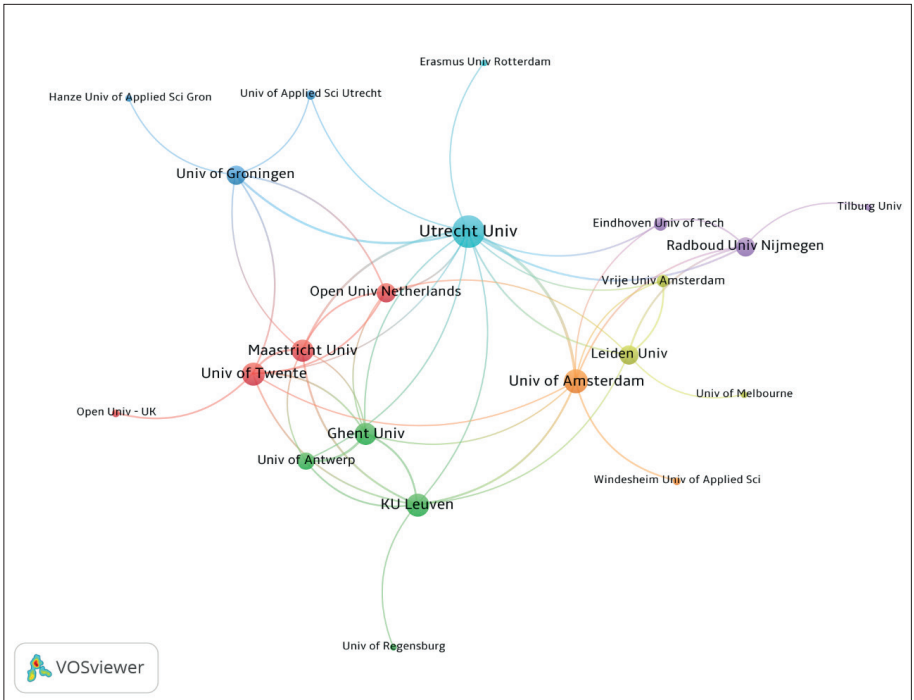 Erasmus Univ Rotterdam
Hanze Univ of Applied Sci Gron
Univ of Applied Sci Utrecht
Univ of Groningen
Tilburg Univ
Eindhoven Univ of Tech
Utrecht Univ
Radboud Univ Nijmegen
Vrije Univ Amsterdam
Open Univ Netherlands
Maastricht Univ
Leiden Univ
Univ of Twente
Univ of Amsterdam
Univ of Melbourne
Open Univ - UK
Ghent Univ
Univ of Antwerp
Windesheim Univ of Applied Sci
KU Leuven
Univ of Regensburg
VOSviewer